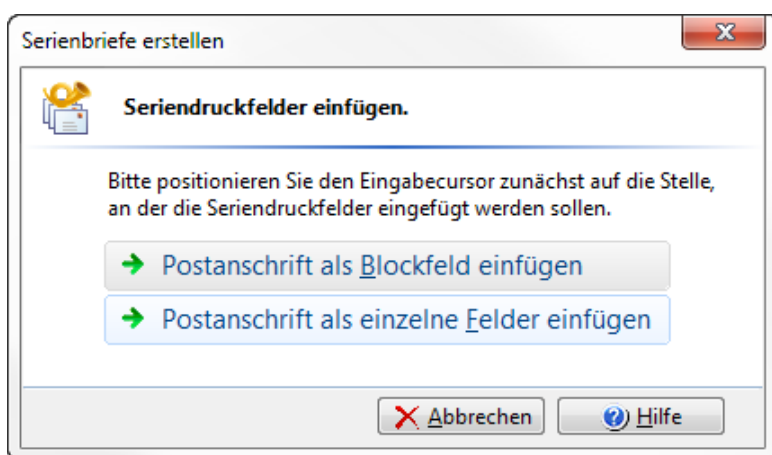 Serienbriefe erstellen
Seriendruckfelder einfügen.
Bitte positionieren Sie den Eingabecursor zunächst auf die Stelle,
an der die Seriendruckfelder eingefügt werden sollen.
Postanschrift als Blockfeld einfügen
Postanschrift als einzelne Felder einfügen
Abbrechen
Hilfe